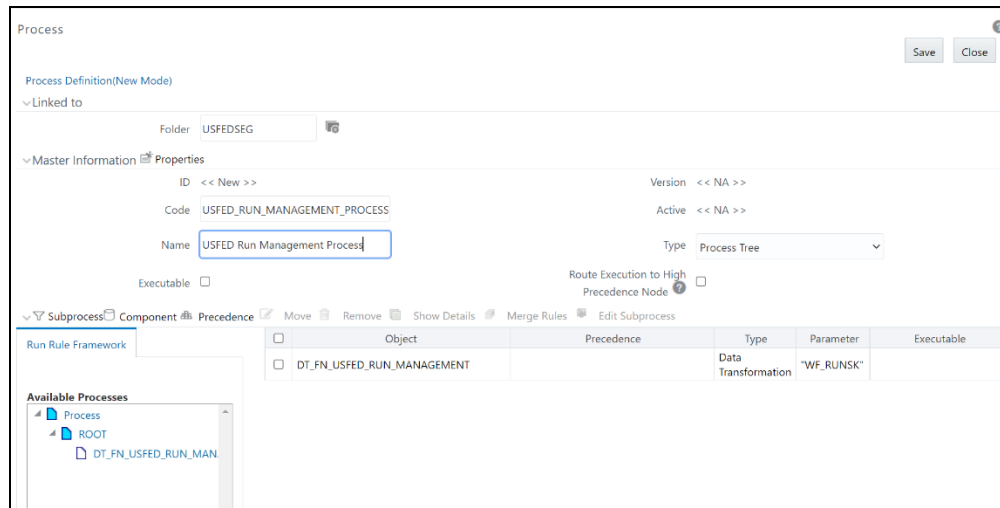 Process
?
Save Close
Process Definition(New Mode)
Linked to
Folder USFEDSEG
Master Information Properties
ID << New >> Version << NA >>
Code USFED_RUN_MANAGEMENT_PROCESS Active << NA >>
Name USFED Run Management Process Type Process Tree
Executable Route Execution to High
Precedence Node ?
Subprocess Component Precedence Move Remove Show Details Merge Rules Edit Subprocess
Run Rule Framework Object Precedence Type Parameter Executable
DT_FN_USFED_RUN_MANAGEMENT Data
Transformation "WF_RUNSK"
Available Processes
Process
ROOT
DT_FN_USFED_RUN_MAN.